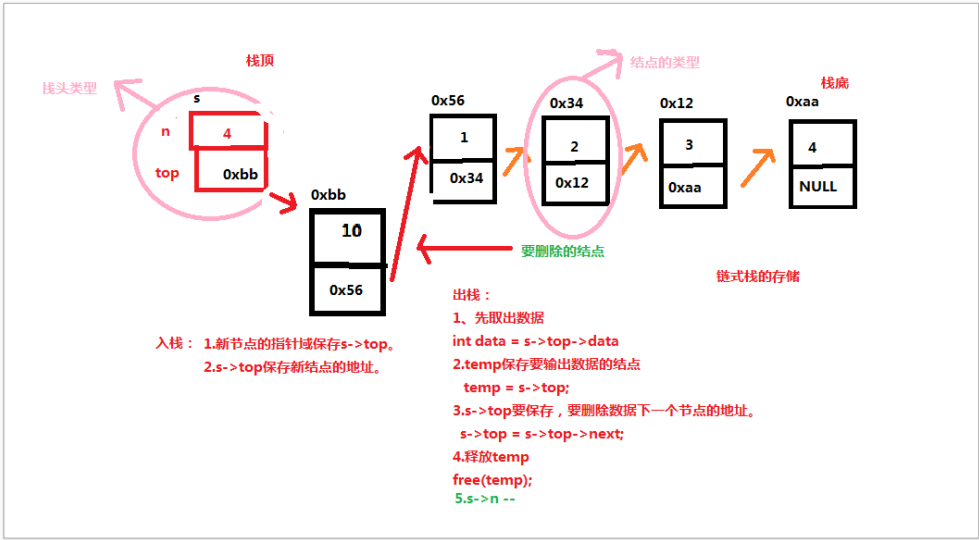 栈顶
栈头类型
结点的类型
栈底
s
n
4
top
0xbb
0xbb
10
0x56
0x56
1
0x34
0x34
2
0x12
0x12
3
0xaa
0xaa
4
NULL
要删除的结点
链式栈的存储
入栈： 1.新节点的指针域保存s->top。
2.s->top保存新结点的地址。
出栈：
1、先取出数据
int data = s->top->data
2.temp保存要输出数据的结点
temp = s->top;
3.s->top要保存，要删除数据下一个节点的地址。
s->top = s->top->next;
4.释放temp
free(temp);
5.s->n --